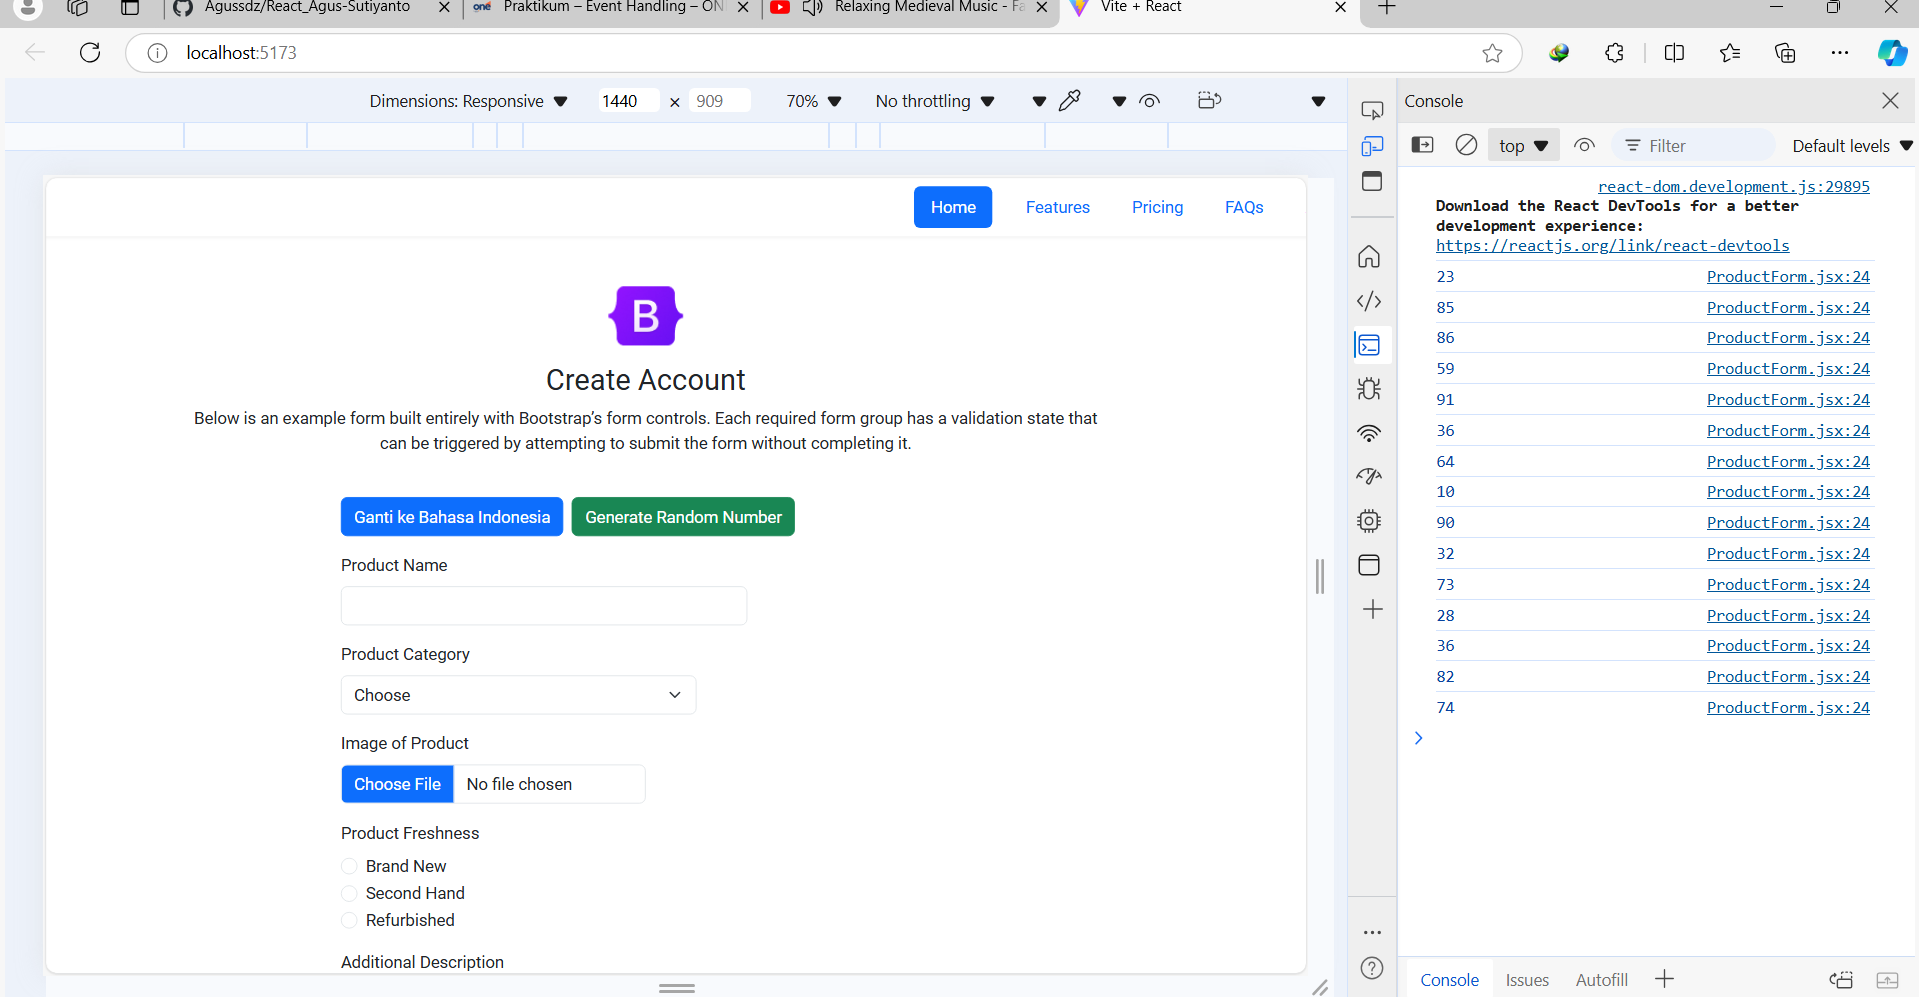 Agussdz/React_Agus-Sutiyanto
one
Praktikum – Event Handling – ON
Relaxing Medieval Music - Fa
Vite + React
localhost:5173
Dimensions: Responsive
1440 × 909
70%
No throttling
Console
top
Filter
Default levels
Home
Features
Pricing
FAQs
B
Create Account
Below is an example form built entirely with Bootstrap’s form controls. Each required form group has a validation state that
can be triggered by attempting to submit the form without completing it.
Ganti ke Bahasa Indonesia
Generate Random Number
Product Name
Product Category
Choose
Image of Product
Choose File No file chosen
Product Freshness
Brand New
Second Hand
Refurbished
Additional Description
react-dom.development.js:29895
Download the React DevTools for a better
development experience:
https://reactjs.org/link/react-devtools
23 ProductForm.jsx:24
85 ProductForm.jsx:24
86 ProductForm.jsx:24
59 ProductForm.jsx:24
91 ProductForm.jsx:24
36 ProductForm.jsx:24
64 ProductForm.jsx:24
10 ProductForm.jsx:24
90 ProductForm.jsx:24
32 ProductForm.jsx:24
73 ProductForm.jsx:24
28 ProductForm.jsx:24
36 ProductForm.jsx:24
82 ProductForm.jsx:24
74 ProductForm.jsx:24
Console
Issues
Autofill